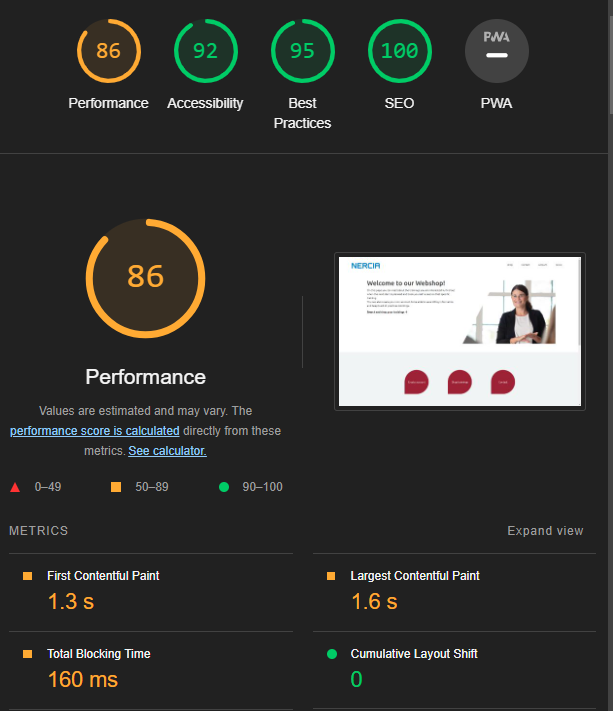 86
92
95
100
PWA
Performance
Accessibility
Best
Practices
SEO
PWA
86
NERCIA
Welcome to our Webshop!
Performance
Values are estimated and may vary. The
performance score is calculated directly from these
metrics. See calculator.
0–49
50–89
90–100
METRICS
Expand view
First Contentful Paint
1.3 s
Largest Contentful Paint
1.6 s
Total Blocking Time
160 ms
Cumulative Layout Shift
0